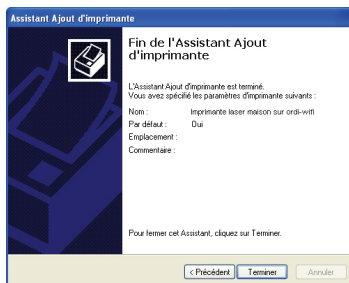 Assistant Ajout d'imprimante
Fin de l'Assistant Ajout
d'imprimante
L'Assistant Ajout d'imprimante est terminé.
Vous avez spécifié les paramètres d'imprimante suivants :
Nom : Imprimante laser maison sur ordi-wifi
Par défaut : Oui
Emplacement :
Commentaire :
Pour fermer cet Assistant, cliquez sur Terminer.
< Précédent Terminer Annuler